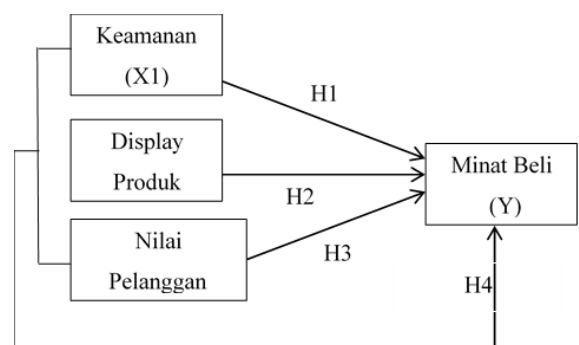 Keamanan
(X1)
H1
Display
Produk
Minat Beli
(Y)
H2
Nilai
Pelanggan
H3
H4